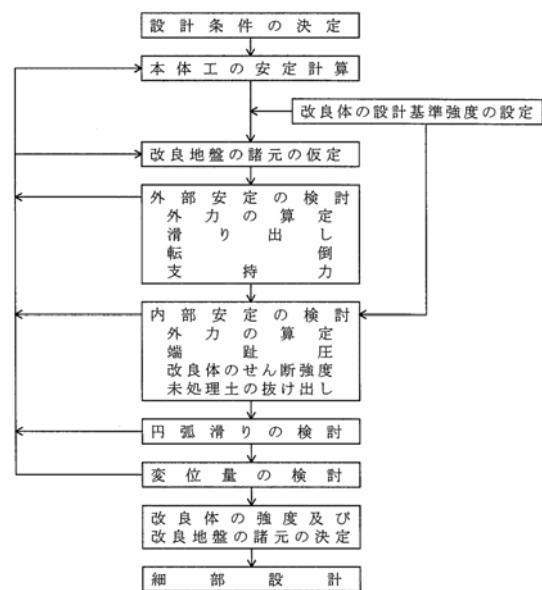 設計条件の決定
本体工の安定計算
改良体の設計基準強度の設定
改良地盤の諸元の仮定
外部安定の検討
外力の算定
滑り出し
転倒
支持力
内部安定の検討
外力の算定
端趾圧
改良体のせん断強度
未処理土の抜け出し
円弧滑りの検討
変位量の検討
改良体の強度及び
改良地盤の諸元の決定
細部設計